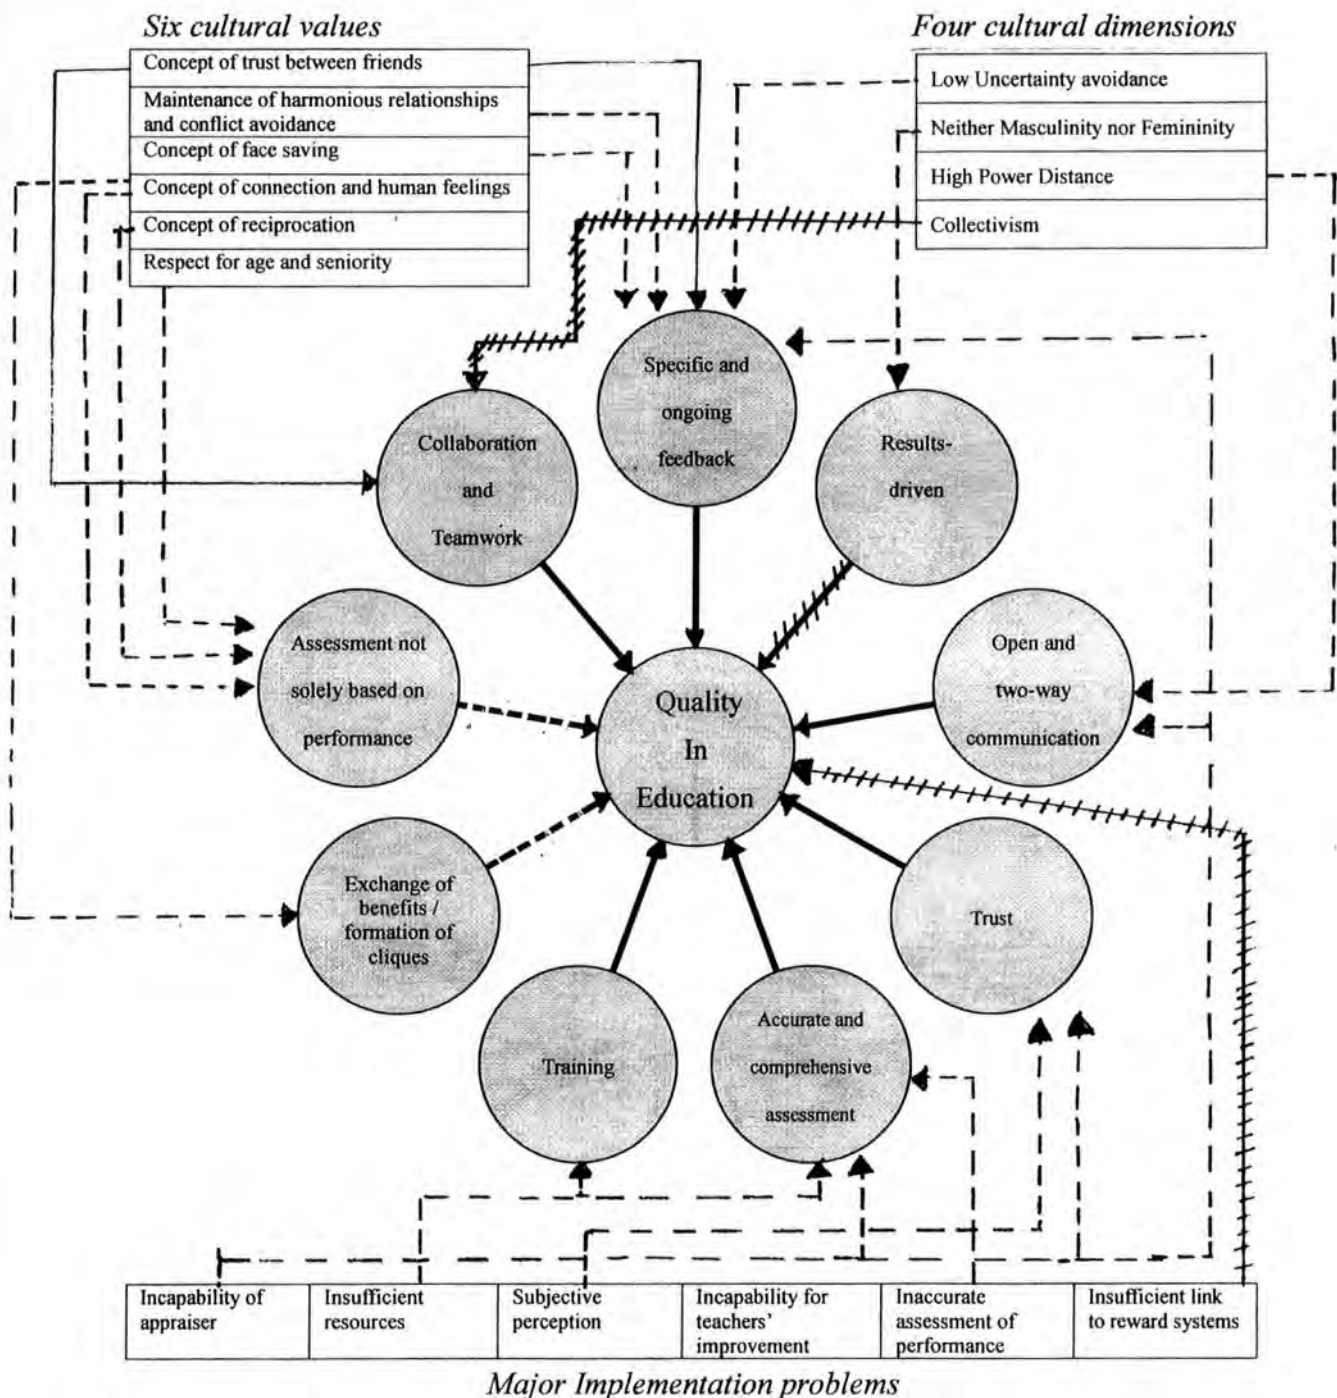 Six cultural values
Concept of trust between friends
Maintenance of harmonious relationships
and conflict avoidance
Concept of face saving
Concept of connection and human feelings
Concept of reciprocation
Respect for age and seniority
Four cultural dimensions
Low Uncertainty avoidance
Neither Masculinity nor Femininity
High Power Distance
Collectivism
Specific and
ongoing
feedback
Collaboration
and
Teamwork
Results-
driven
Assessment not
solely based on
performance
Open and
two-way
communication
Quality
In
Education
Exchange of
benefits /
formation of
cliques
Trust
Training
Accurate and
comprehensive
assessment
Incapability of
appraiser
Insufficient
resources
Subjective
perception
Incapability for
teachers'
improvement
Inaccurate
assessment of
performance
Insufficient link
to reward systems
Major Implementation problems